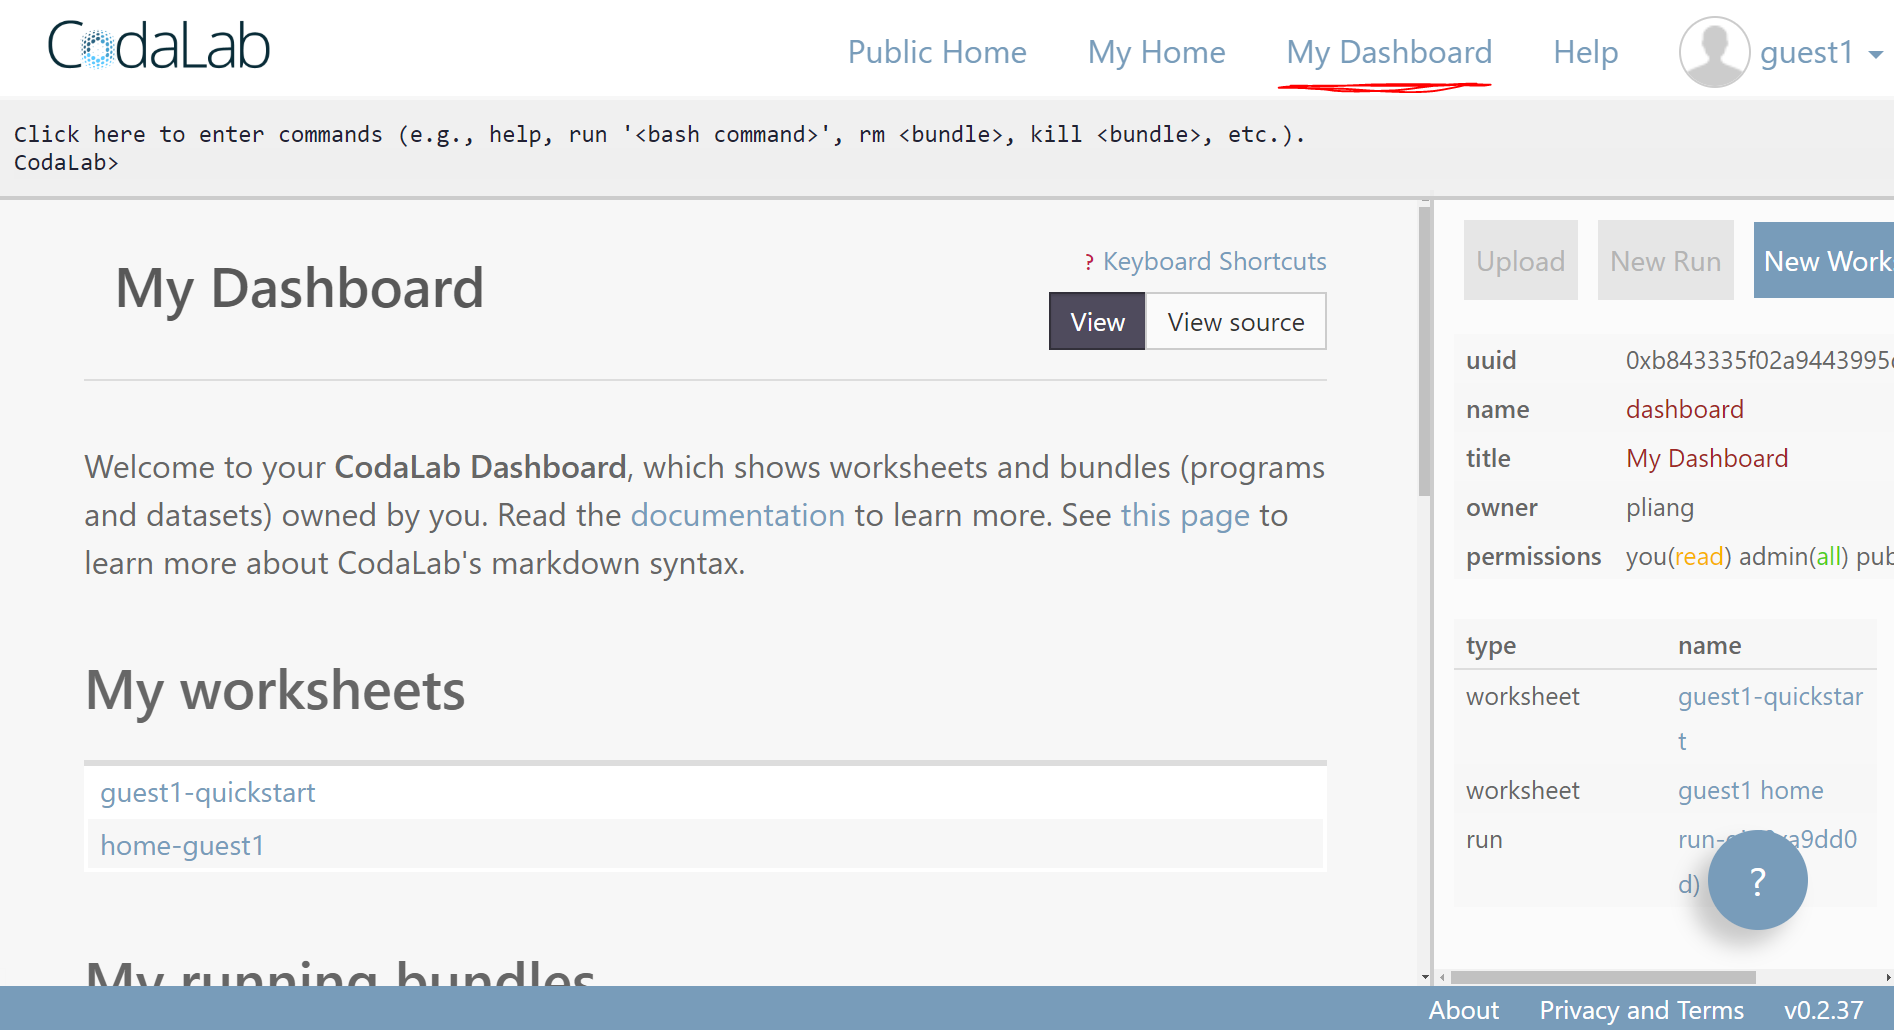 CodaLab
Public Home
My Home
My Dashboard
Help
guest1
Click here to enter commands (e.g., help, run '<bash command>', rm <bundle>, kill <bundle>, etc.).
CodaLab>
My Dashboard
? Keyboard Shortcuts
View
View source
Welcome to your CodaLab Dashboard, which shows worksheets and bundles (programs
and datasets) owned by you. Read the documentation to learn more. See this page to
learn more about CodaLab's markdown syntax.
My worksheets
guest1-quickstart
home-guest1
My running bundles
Upload
New Run
New Work
uuid 0xb843335f02a9443995
name dashboard
title My Dashboard
owner pliang
permissions you(read) admin(all) pub
type name
worksheet guest1-quickstar
t
worksheet guest1 home
run
d)
?
About
Privacy and Terms
v0.2.37